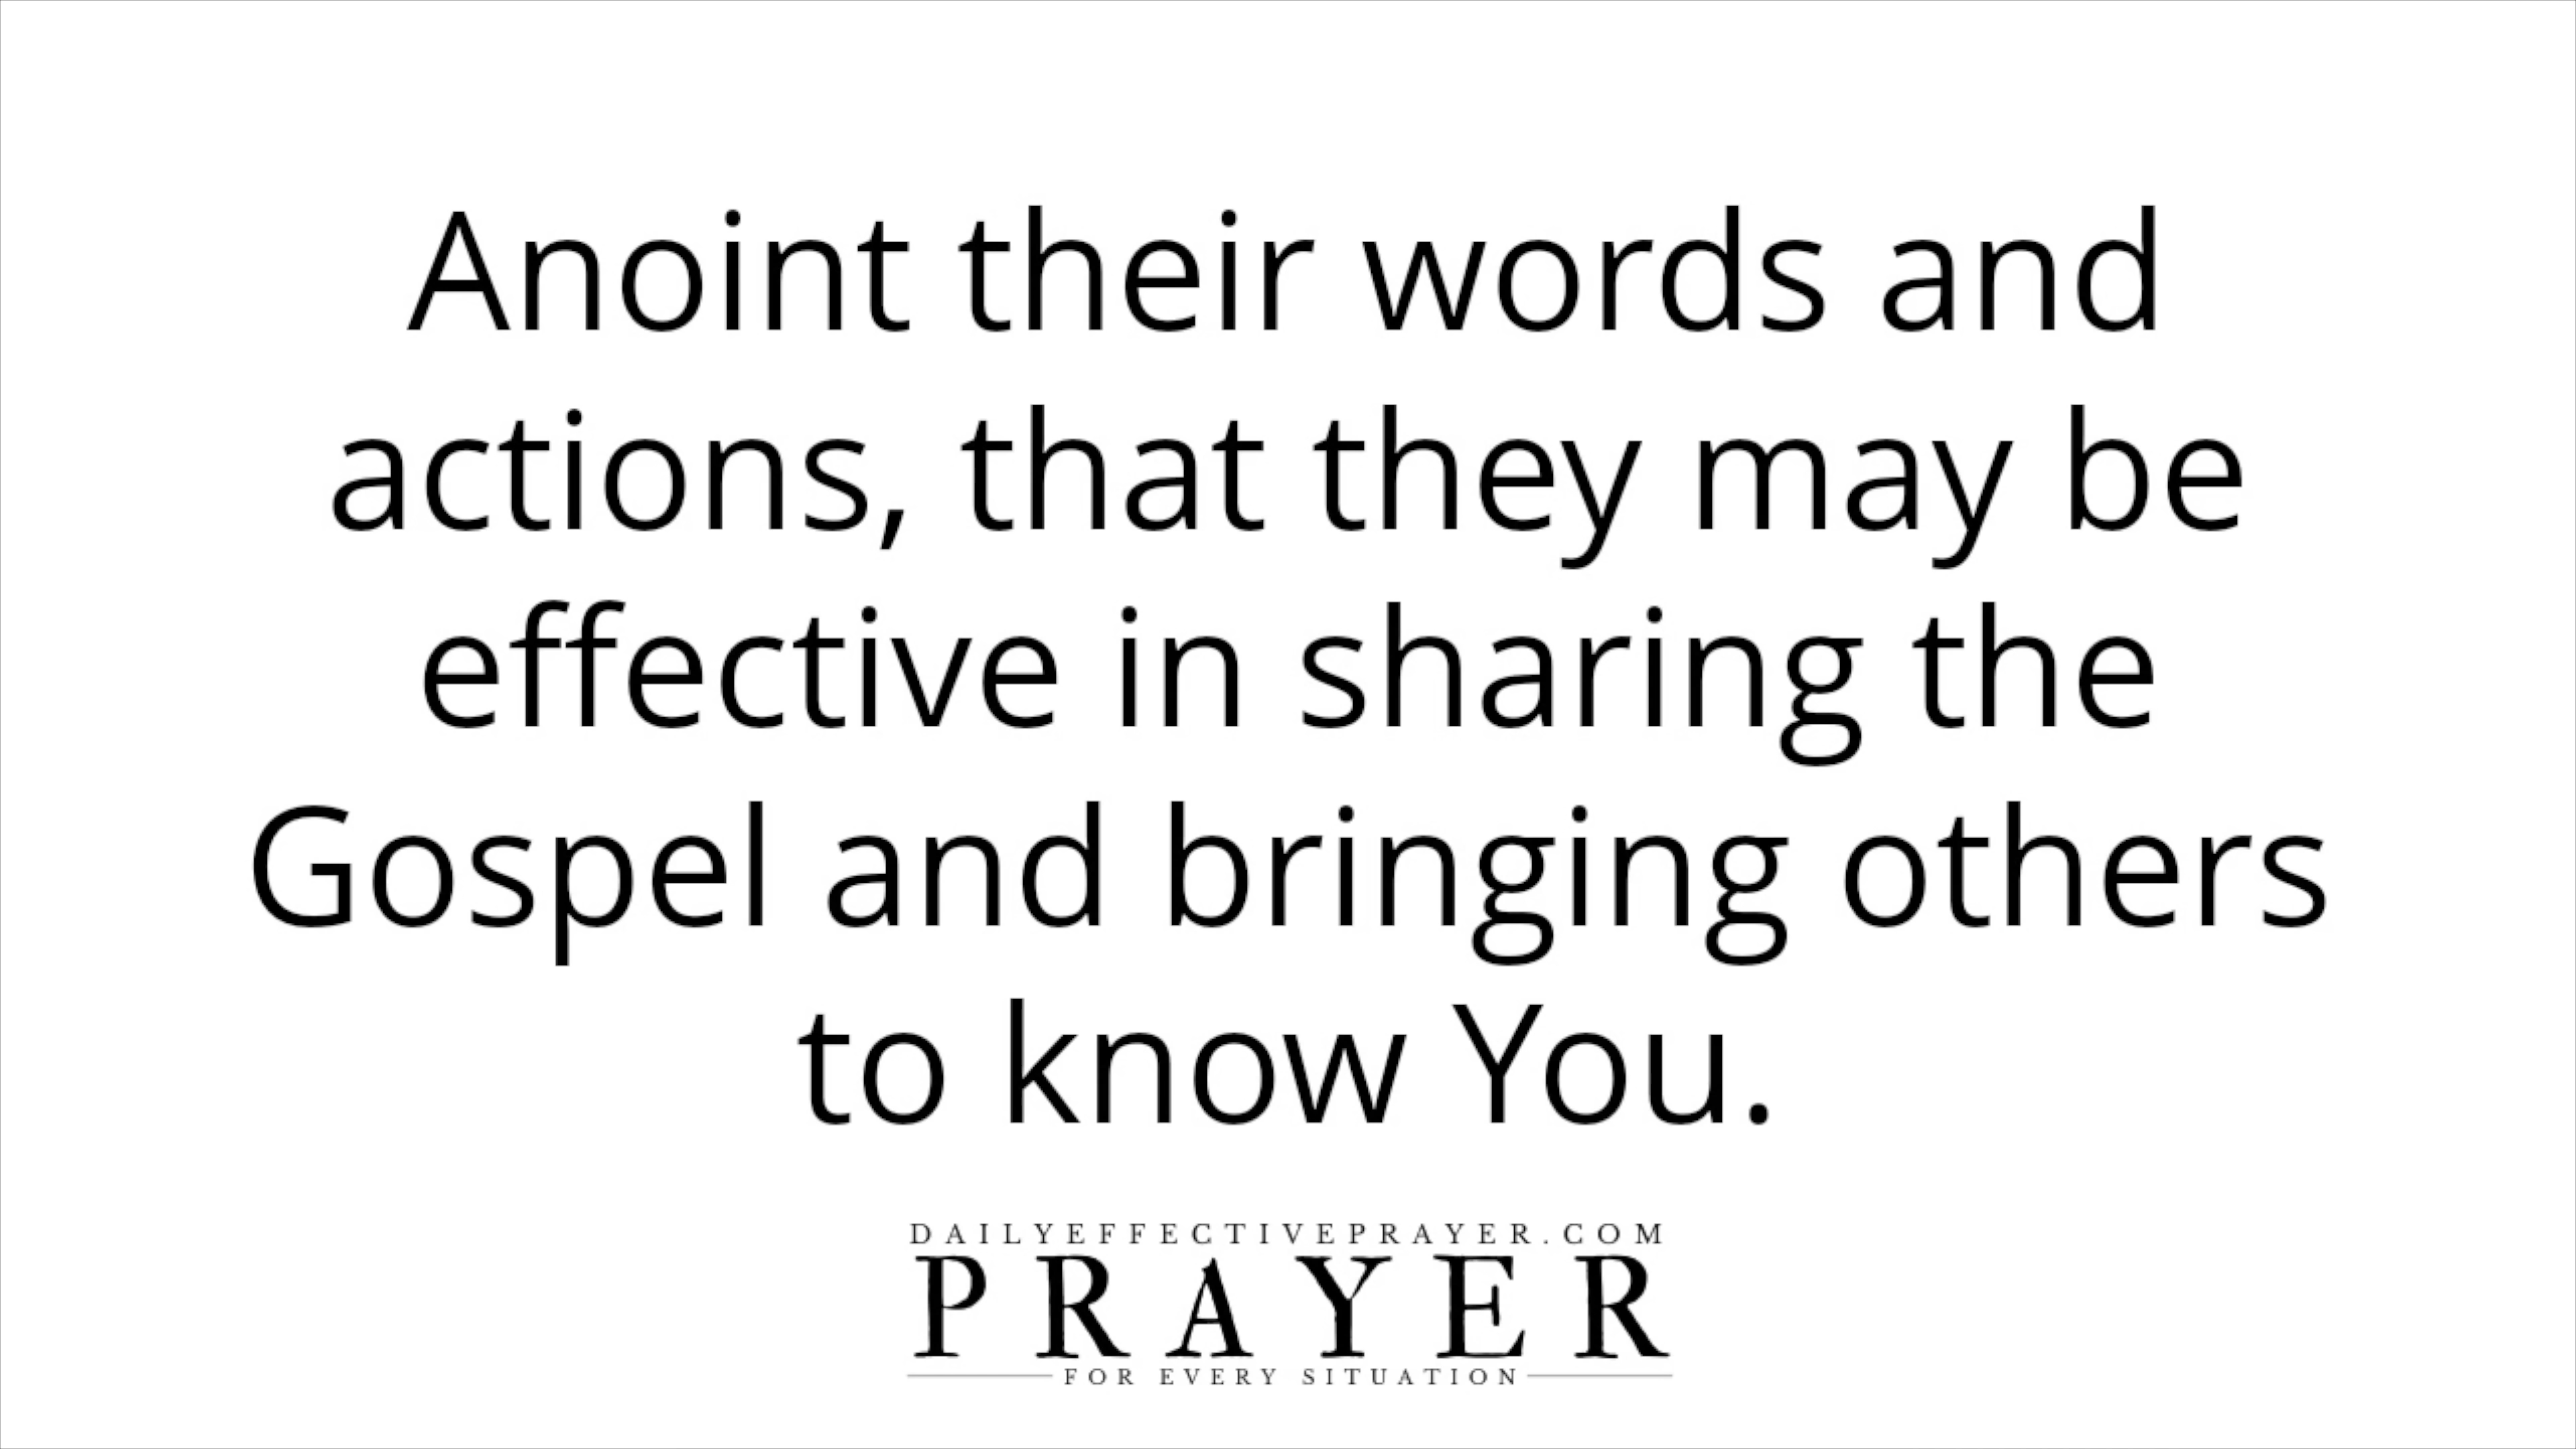 Anoint their words and
actions, that they may be
effective in sharing the
Gospel and bringing others
to know You.
DAILYEFFECTIVEPRAYER.COM
PRAYER
FOR EVERY SITUATION